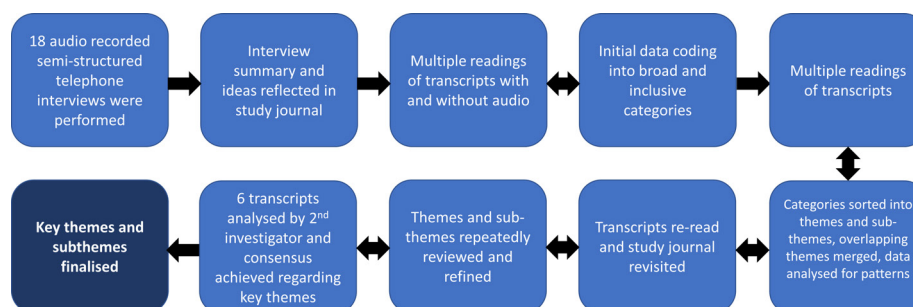 18 audio recorded
semi-structured
telephone
interviews were
performed
Interview
summary and
ideas reflected in
study journal
Multiple readings
of transcripts with
and without audio
Initial data coding
into broad and
inclusive
categories
Multiple readings
of transcripts
Categories sorted into
themes and sub-
themes, overlapping
themes merged, data
analysed for patterns
Transcripts re-read
and study journal
revisited
Themes and sub-
themes repeatedly
reviewed and
refined
6 transcripts
analysed by 2nd
investigator and
consensus
achieved regarding
key themes
Key themes and
subthemes
finalised